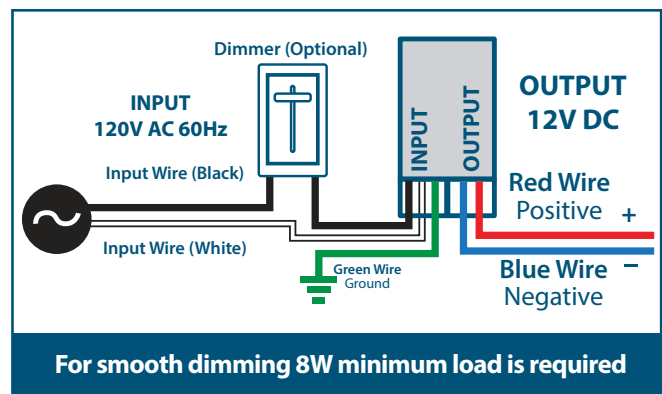 Dimmer (Optional)
INPUT
120V AC 60Hz
Input Wire (Black)
Input Wire (White)
INPUT
OUTPUT
OUTPUT
12V DC
Red Wire
Positive +
Blue Wire –
Negative
Green Wire
Ground
For smooth dimming 8W minimum load is required